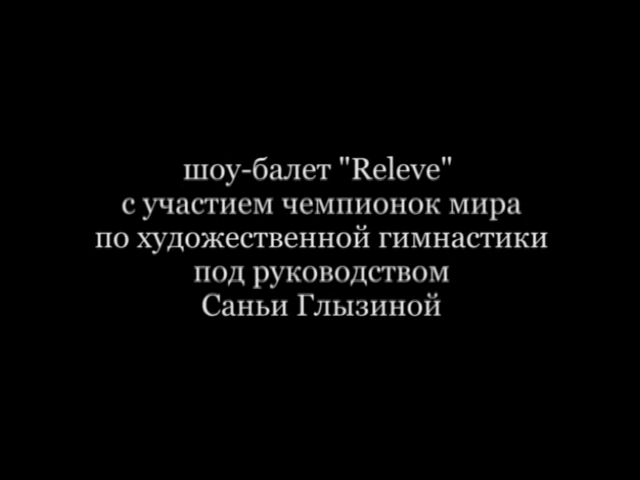 шоу-балет "Releve"
с участием чемпионок мира
по художественной гимнастики
под руководством
Саньи Глызиной